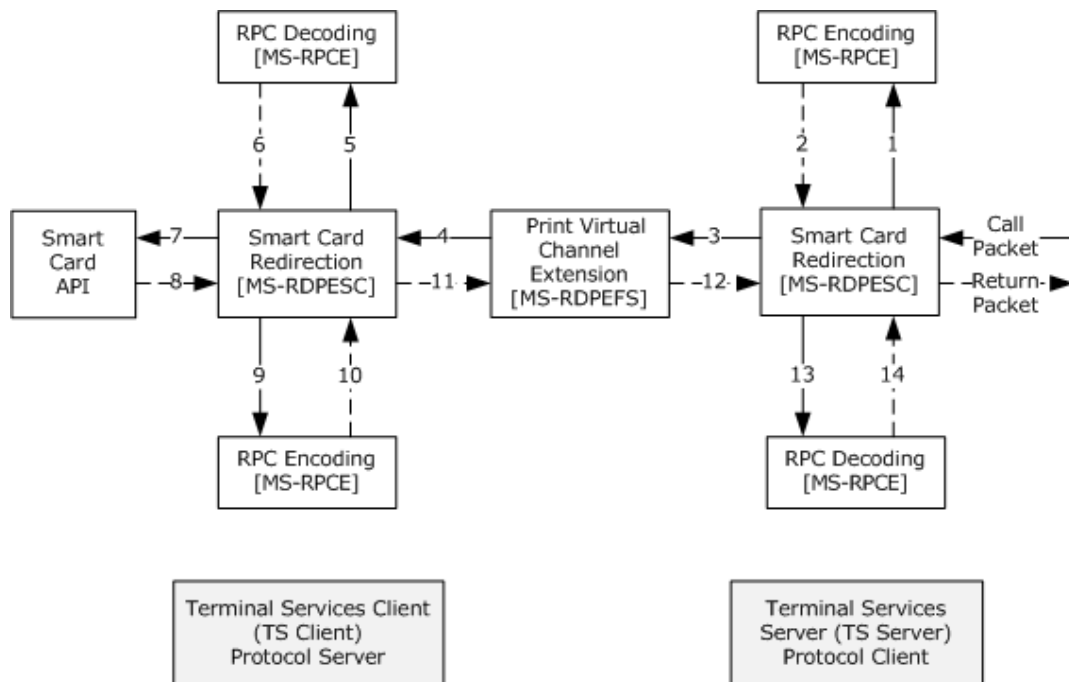 RPC Decoding
[MS-RPCE]
RPC Encoding
[MS-RPCE]
6
5
2
1
Smart
Card
API
7
8
Smart Card
Redirection
[MS-RDPESC]
4
11
Print Virtual
Channel
Extension
[MS-RDPEFS]
3
12
Smart Card
Redirection
[MS-RDPESC]
Call
Packet
Return
Packet
9
10
13
14
RPC Encoding
[MS-RPCE]
RPC Decoding
[MS-RPCE]
Terminal Services Client
(TS Client)
Protocol Server
Terminal Services
Server (TS Server)
Protocol Client